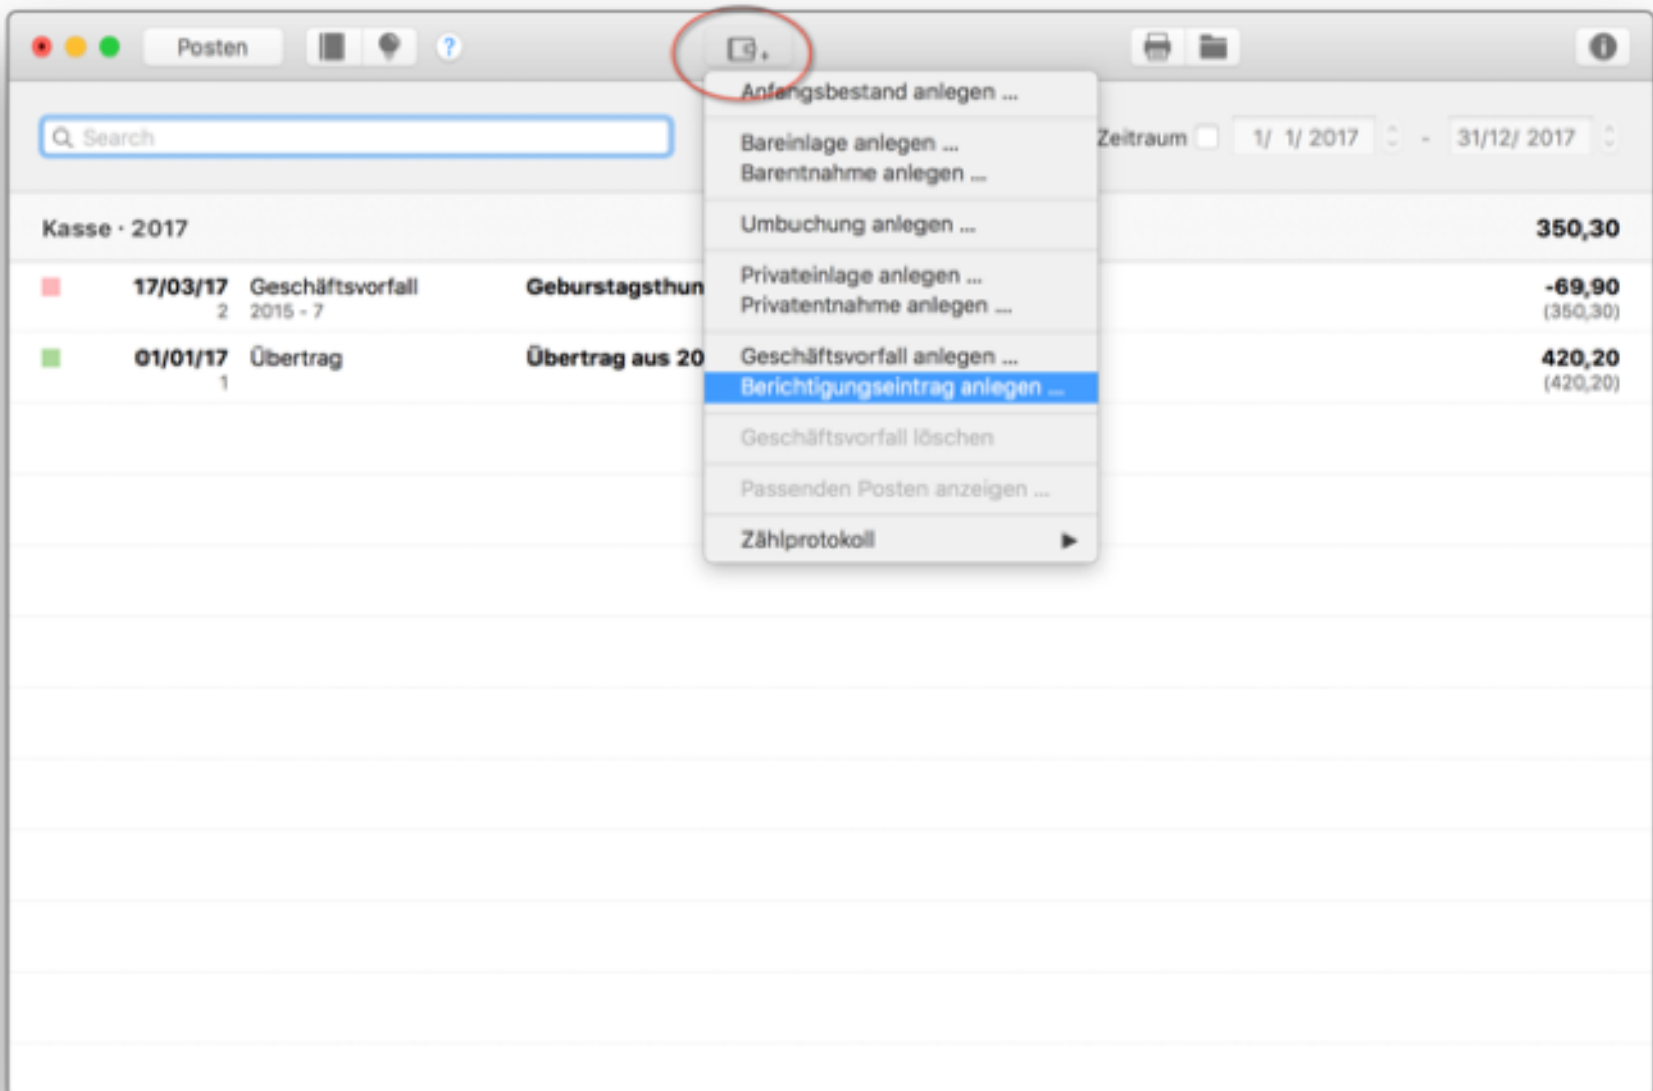 Posten
?
Anfangsbestand anlegen ...
Search
Bareinlage anlegen ...
Barentnahme anlegen ...
Zeitraum 1/ 1/ 2017 - 31/12/ 2017
Umbuchung anlegen ...
Kasse · 2017 350,30
Privateinlage anlegen ...
Privatentnahme anlegen ....
17/03/17 Geschäftsvorfall Geburstagsthun -69,90
2 2015 - 7 (350,30)
Geschäftsvorfall anlegen ...
Berichtigungseintrag anlegen ...
01/01/17 Übertrag Übertrag aus 20 420,20
1 (420,20)
Geschäftsvorfall löschen
Passenden Posten anzeigen ...
Zählprotokoll